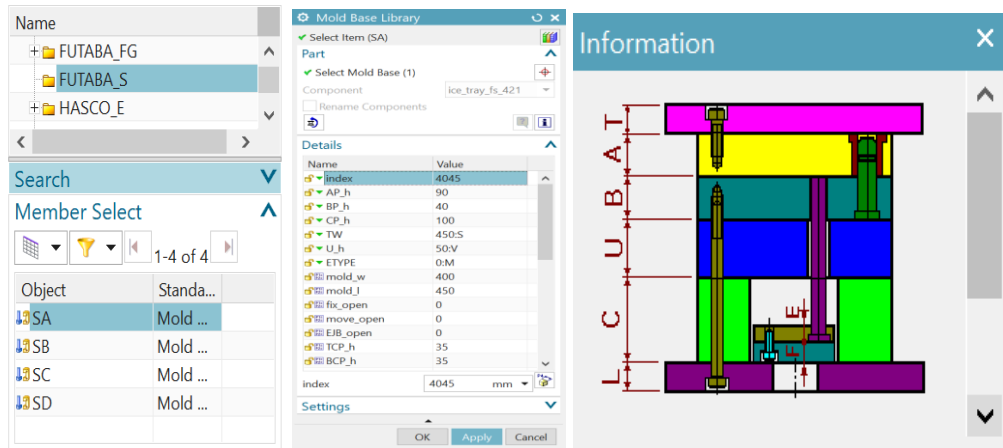 Name
FUTABA_FG
FUTABA_S
HASCO_E
Search
Member Select
1-4 of 4
Object Standa...
SA Mold ...
SB Mold ...
SC Mold ...
SD Mold ...
Mold Base Library
Select Item (SA)
Part
Select Mold Base (1)
Component ice_tray_fs_421
Rename Components
Details
Name Value
index 4045
AP_h 90
BP_h 40
CP_h 100
TW 450:S
U_h 50:V
ETYPE 0:M
mold_w 400
mold_l 450
fix_open 0
move_open 0
EJB_open 0
TCP_h 35
BCP_h 35
index 4045 mm
Settings
OK Apply Cancel
Information
T
A
B
U
C
E
F
L